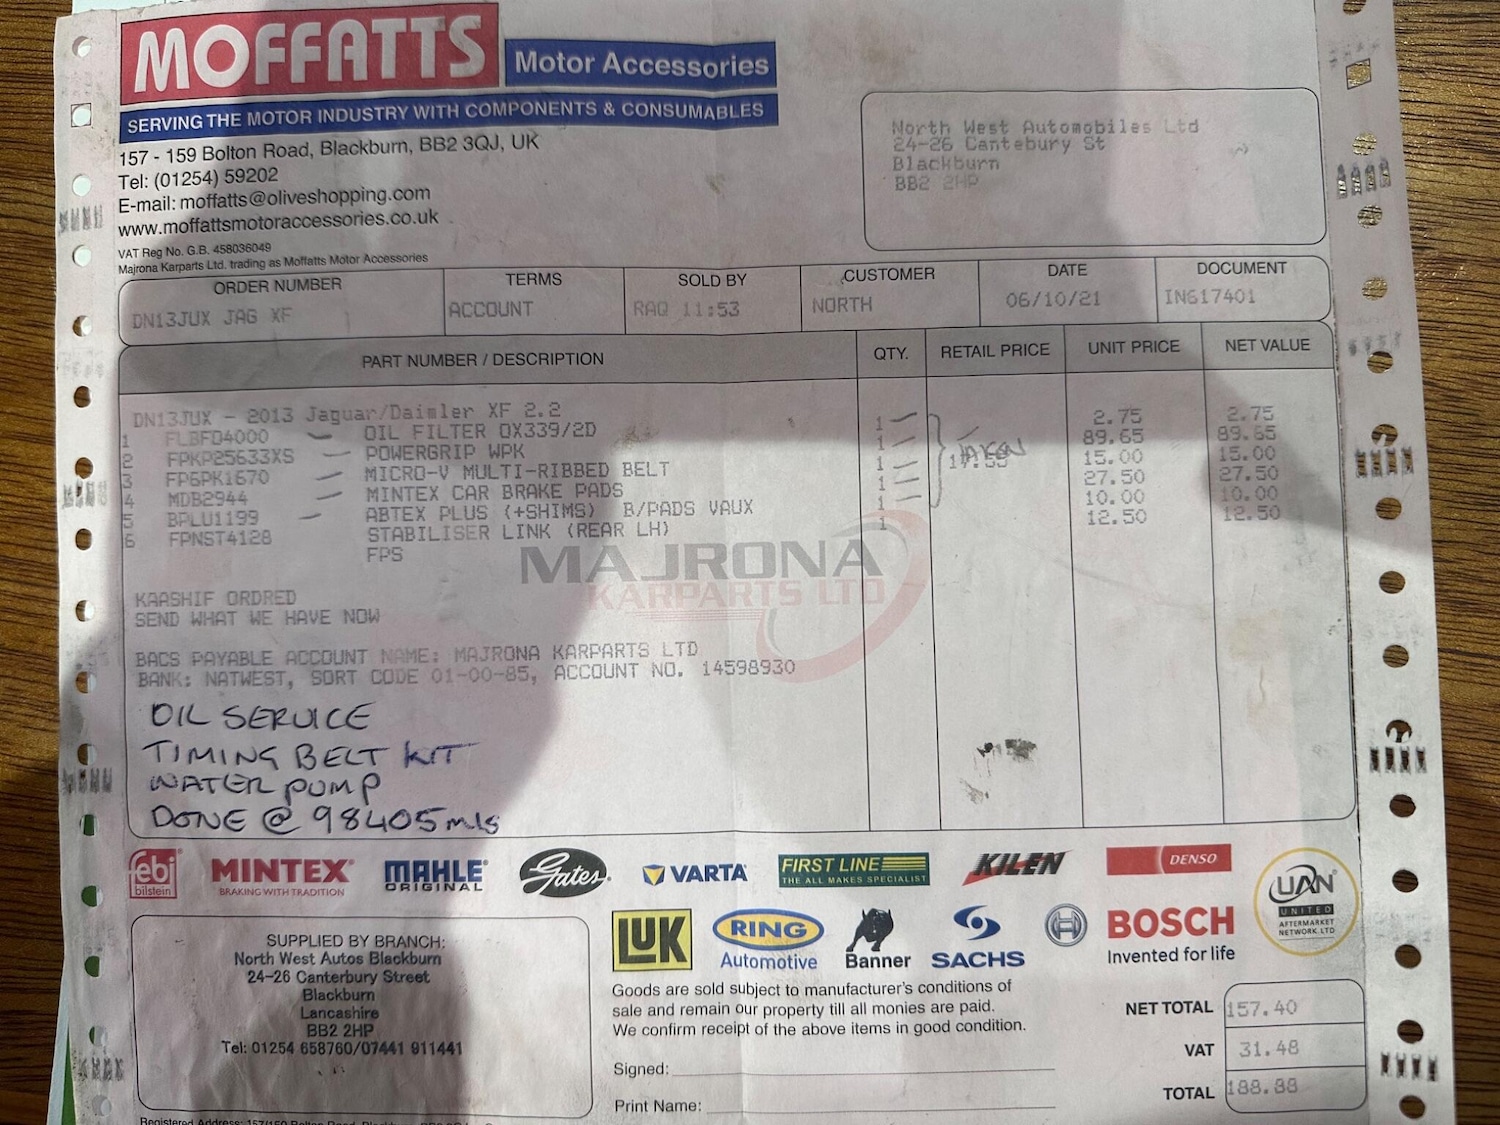 MOFFATTS Motor Accessories
SERVING THE MOTOR INDUSTRY WITH COMPONENTS & CONSUMABLES
157 - 159 Bolton Road, Blackburn, BB2 3QJ, UK
Tel: (01254) 59202
E-mail: moffatts@oliveshopping.com
www.moffattsmotoraccessories.co.uk
VAT Reg No. G.B. 458036049
Majrona Karparts Ltd. trading as Moffatts Motor Accessories
North West Automobiles Ltd
24-26 Cantebury St
Blackburn
BB2 2HP
ORDER NUMBER TERMS SOLD BY CUSTOMER DATE DOCUMENT
DN13JUX JAG XF ACCOUNT RAQ 11:53 NORTH 06/10/21 IN617401
PART NUMBER / DESCRIPTION QTY. RETAIL PRICE UNIT PRICE NET VALUE
DN13JUX - 2013 Jaguar/Daimler XF 2.2
1 FLBFO4000 OIL FILTER OX339/2D 1 2.75 2.75
2 FPKP25633XS POWERGRIP WPK 1 89.65 89.65
3 FP6PK1670 MICRO-V MULTI-RIBBED BELT 1 15.00 15.00
4 MDB2944 MINTEX CAR BRAKE PADS 1 27.50 27.50
5 BPLU1199 ABTEX PLUS (+SHIMS) B/PADS VAUX 1 10.00 10.00
6 FPNST4128 STABILISER LINK (REAR LH) 1 12.50 12.50
FPS
TAKEN
MAJRONA
KARPARTS LTD
KAASHIF ORDRED
SEND WHAT WE HAVE NOW
BACS PAYABLE ACCOUNT NAME: MAJRONA KARPARTS LTD
BANK: NATWEST, SORT CODE 01-00-85, ACCOUNT NO. 14598930
OIL SERVICE
TIMING BELT KIT
WATER PUMP
DONE @ 98405mls
febi bilstein MINTEX BRAKING WITH TRADITION MAHLE ORIGINAL Gates VARTA FIRST LINE THE ALL MAKES SPECIALIST KILEN DENSO
UAN UNITED AFTERMARKET NETWORK LTD
LUK RING Automotive Banner SACHS BOSCH Invented for life
SUPPLIED BY BRANCH:
North West Autos Blackburn
24-26 Canterbury Street
Blackburn
Lancashire
BB2 2HP
Tel: 01254 658760/07441 911441
Goods are sold subject to manufacturer's conditions of
sale and remain our property till all monies are paid.
We confirm receipt of the above items in good condition.
Signed:
Print Name:
NET TOTAL 157.40
VAT 31.48
TOTAL 188.88